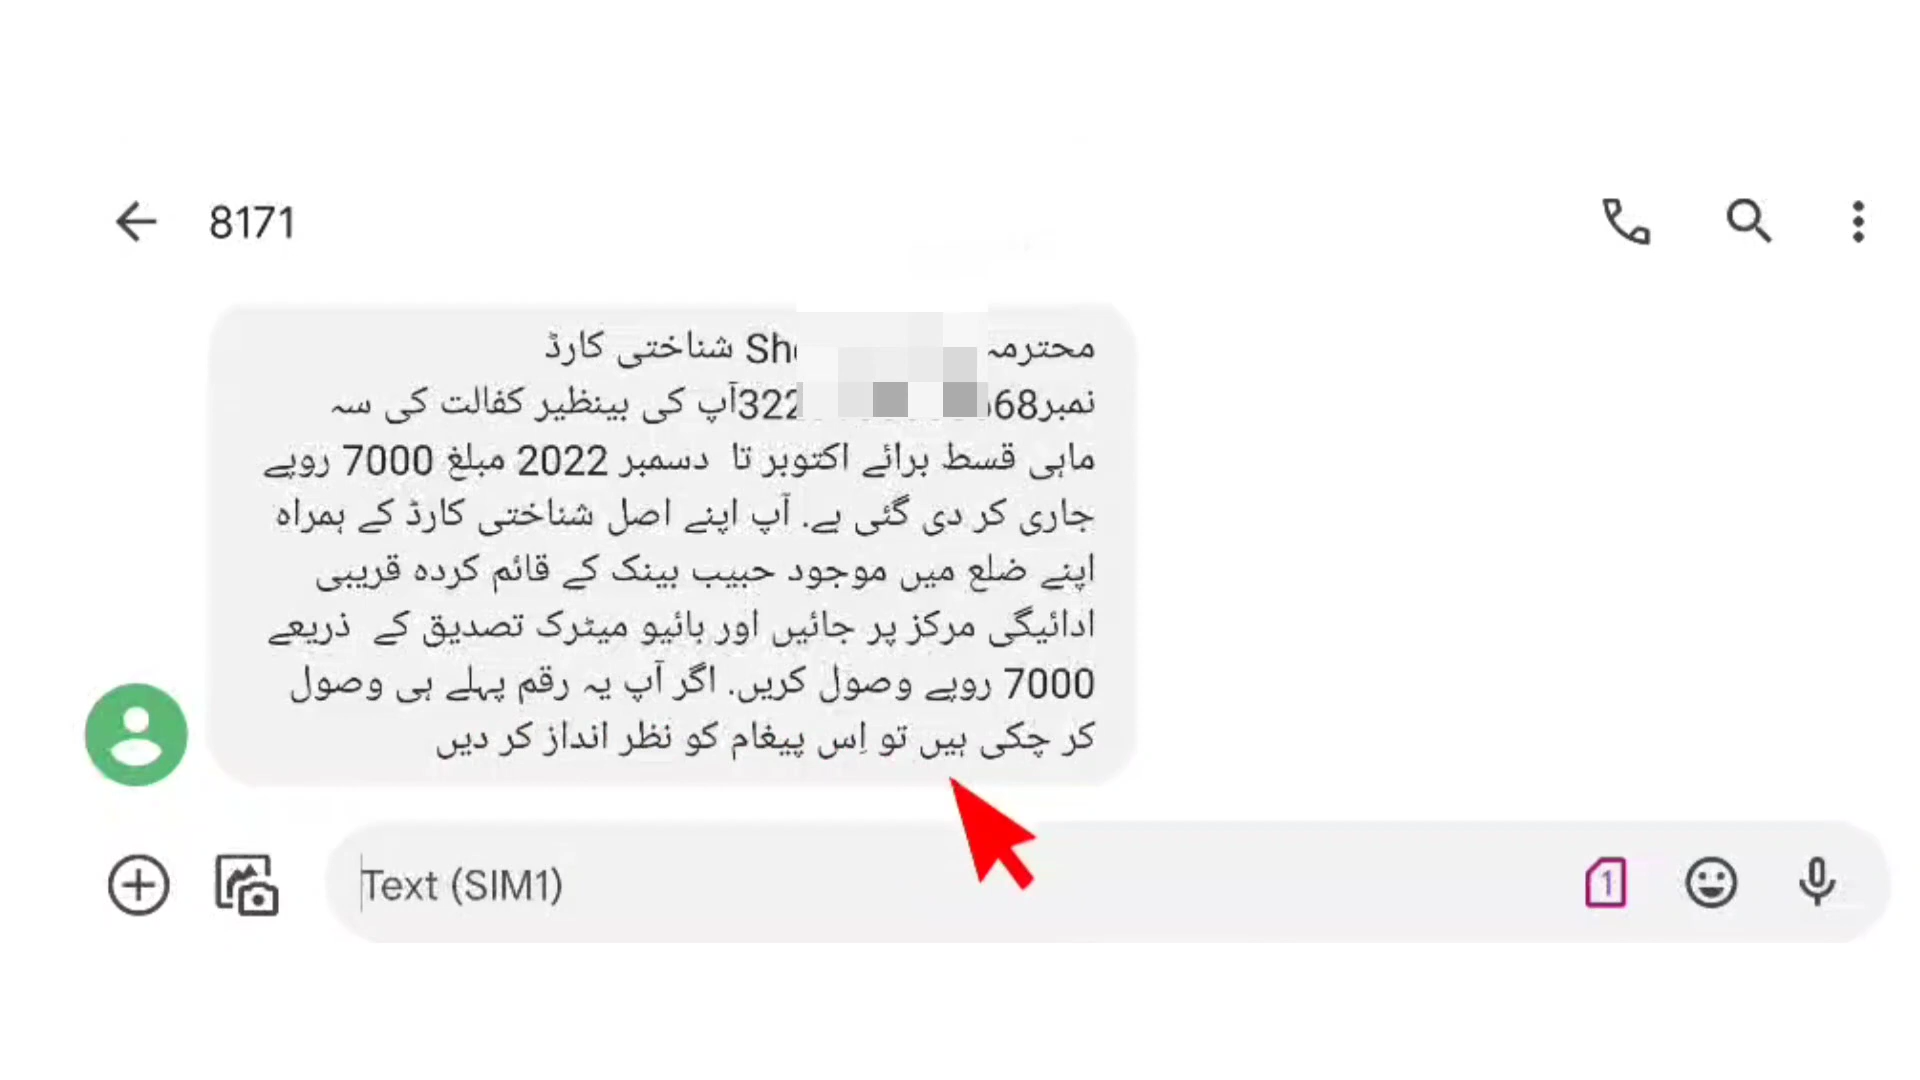 8171
محترمہ Sh شناختی کارڈ
نمبر68 322آپ کی بینظیر کفالت کی سہ
ماہی قسط برائے اکتوبر تا دسمبر 2022 مبلغ 7000 روپے
جاری کر دی گئی ہے. آپ اپنے اصل شناختی کارڈ کے ہمراہ
اپنے ضلع میں موجود حبیب بینک کے قائم کردہ قریبی
ادائیگی مرکز پر جائیں اور بائیو میٹرک تصدیق کے ذریعے
7000 روپے وصول کریں. اگر آپ یہ رقم پہلے ہی وصول
کر چکی ہیں تو اِس پیغام کو نظر انداز کر دیں
Text (SIM1)
1